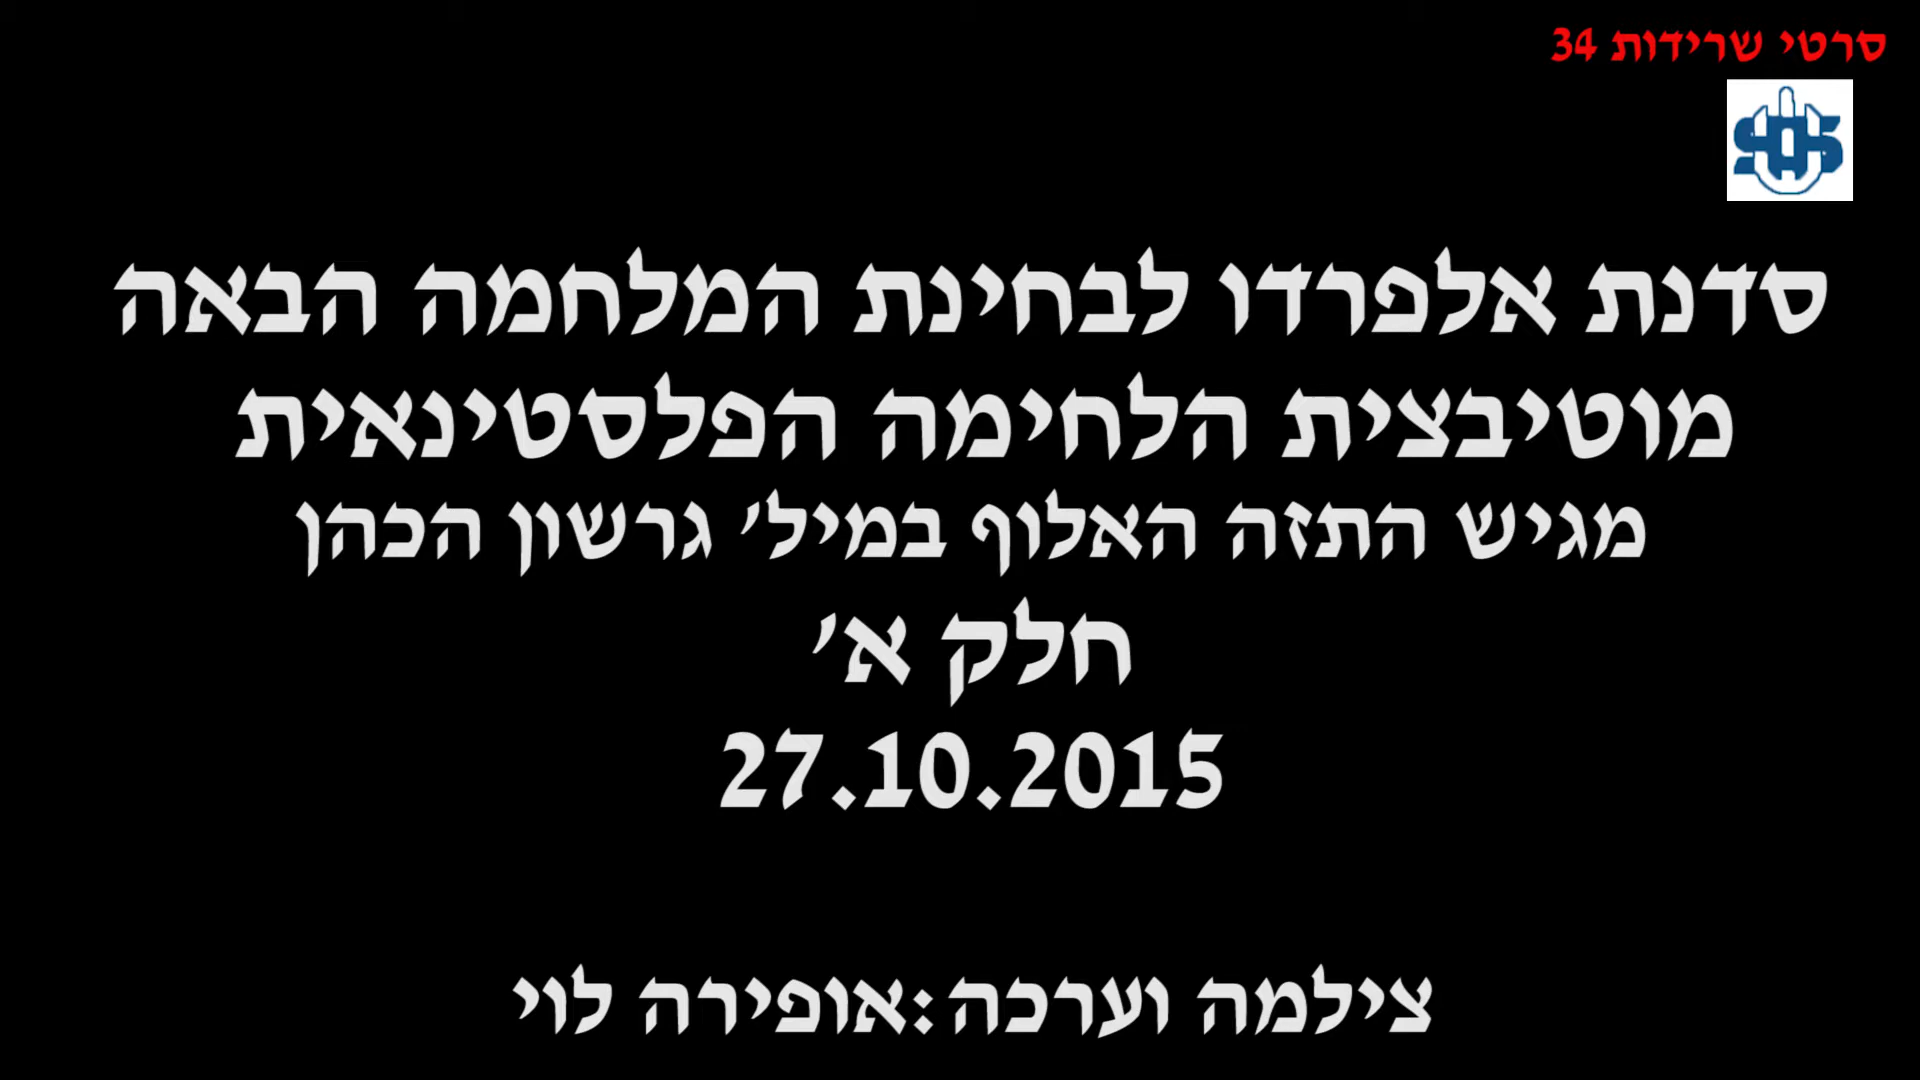 סרטי שרידות 34
SOS
סדנת אלפרדו לבחינת המלחמה הבאה
מוטיבצית הלחימה הפלסטינאית
מגיש התזה האלוף במיל' גרשון הכהן
חלק א'
27.10.2015
צילמה וערכה:אופירה לוי